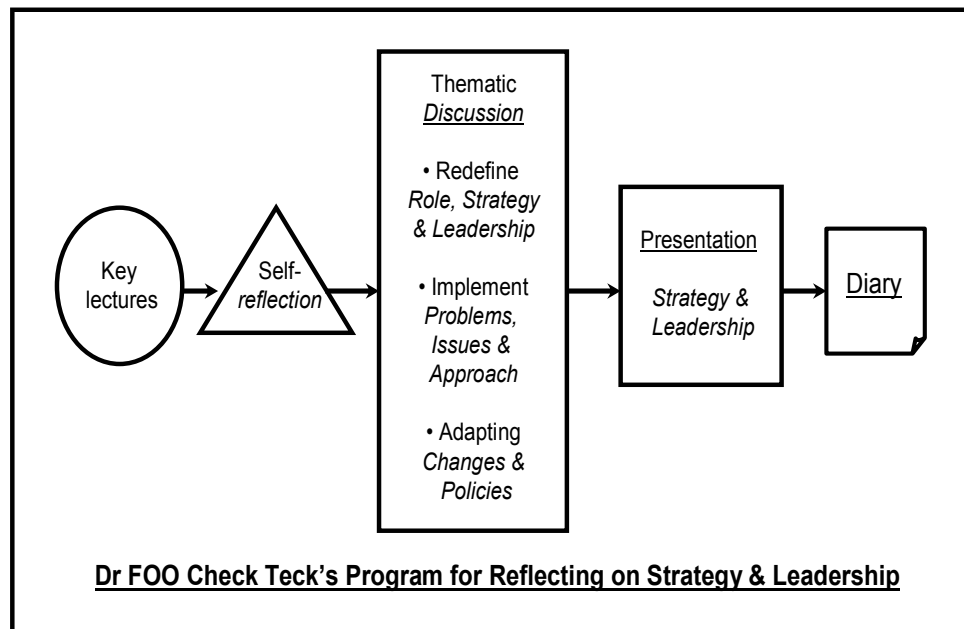 Key
lectures
Self-
reflection
Thematic
Discussion
• Redefine
Role, Strategy
& Leadership
• Implement
Problems,
Issues &
Approach
• Adapting
Changes &
Policies
Presentation
Strategy &
Leadership
Diary
Dr FOO Check Teck’s Program for Reflecting on Strategy & Leadership